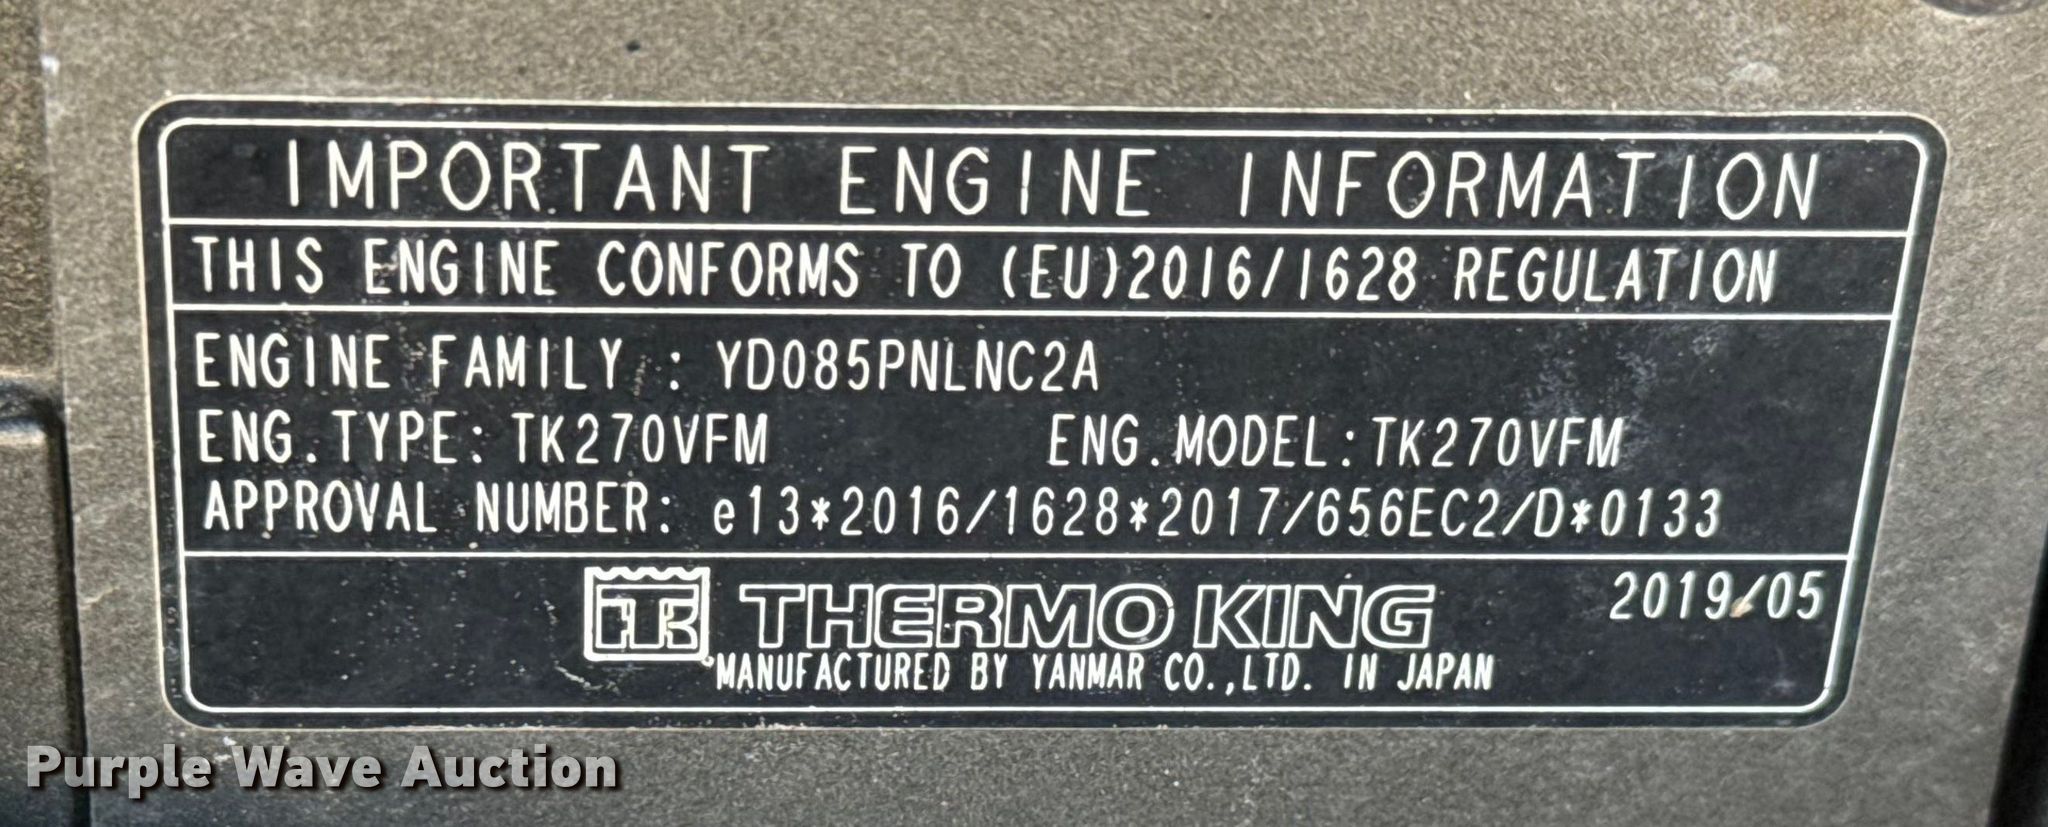 IMPORTANT ENGINE INFORMATION
THIS ENGINE CONFORMS TO (EU)2016/1628 REGULATION
ENGINE FAMILY : YD085PNLNC2A
ENG.TYPE: TK270VFM ENG.MODEL:TK270VFM
APPROVAL NUMBER: e13*2016/1628*2017/656EC2/D*0133
TK THERMO KING 2019/05
MANUFACTURED BY YANMAR CO.,LTD. IN JAPAN
Purple Wave Auction